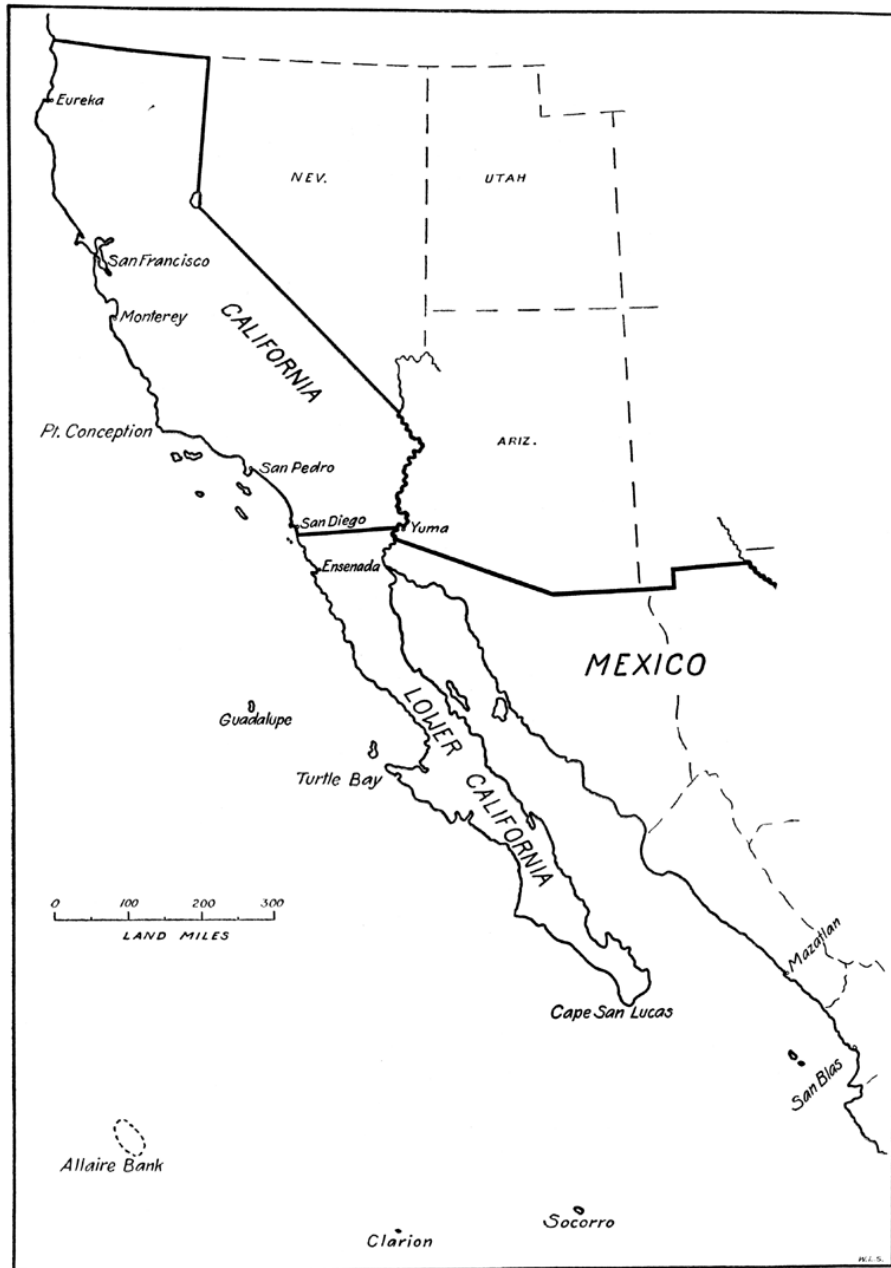 Eureka
NEV.
UTAH
San Francisco
Monterey
CALIFORNIA
Pt. Conception
ARIZ.
San Pedro
San Diego
Yuma
Ensenada
MEXICO
Guadalupe
LOWER CALIFORNIA
Turtle Bay
0 100 200 300
LAND MILES
Mazatlan
Cape San Lucas
San Blas
Allaire Bank
Socorro
Clarion
W.L.S.